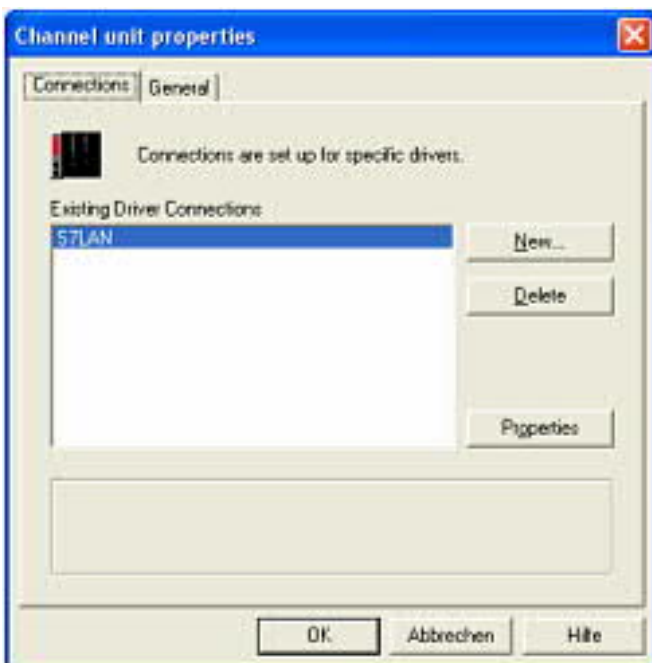 Channel unit properties
Connections General
Connections are set up for specific drivers.
Existing Driver Connections
S7LAN
New...
Delete
Properties
OK Abbrechen Hilfe